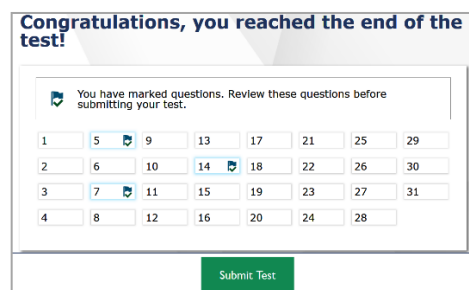 Congratulations, you reached the end of the
test!
You have marked questions. Review these questions before
submitting your test.
1 5 9 13 17 21 25 29
2 6 10 14 18 22 26 30
3 7 11 15 19 23 27 31
4 8 12 16 20 24 28
Submit Test